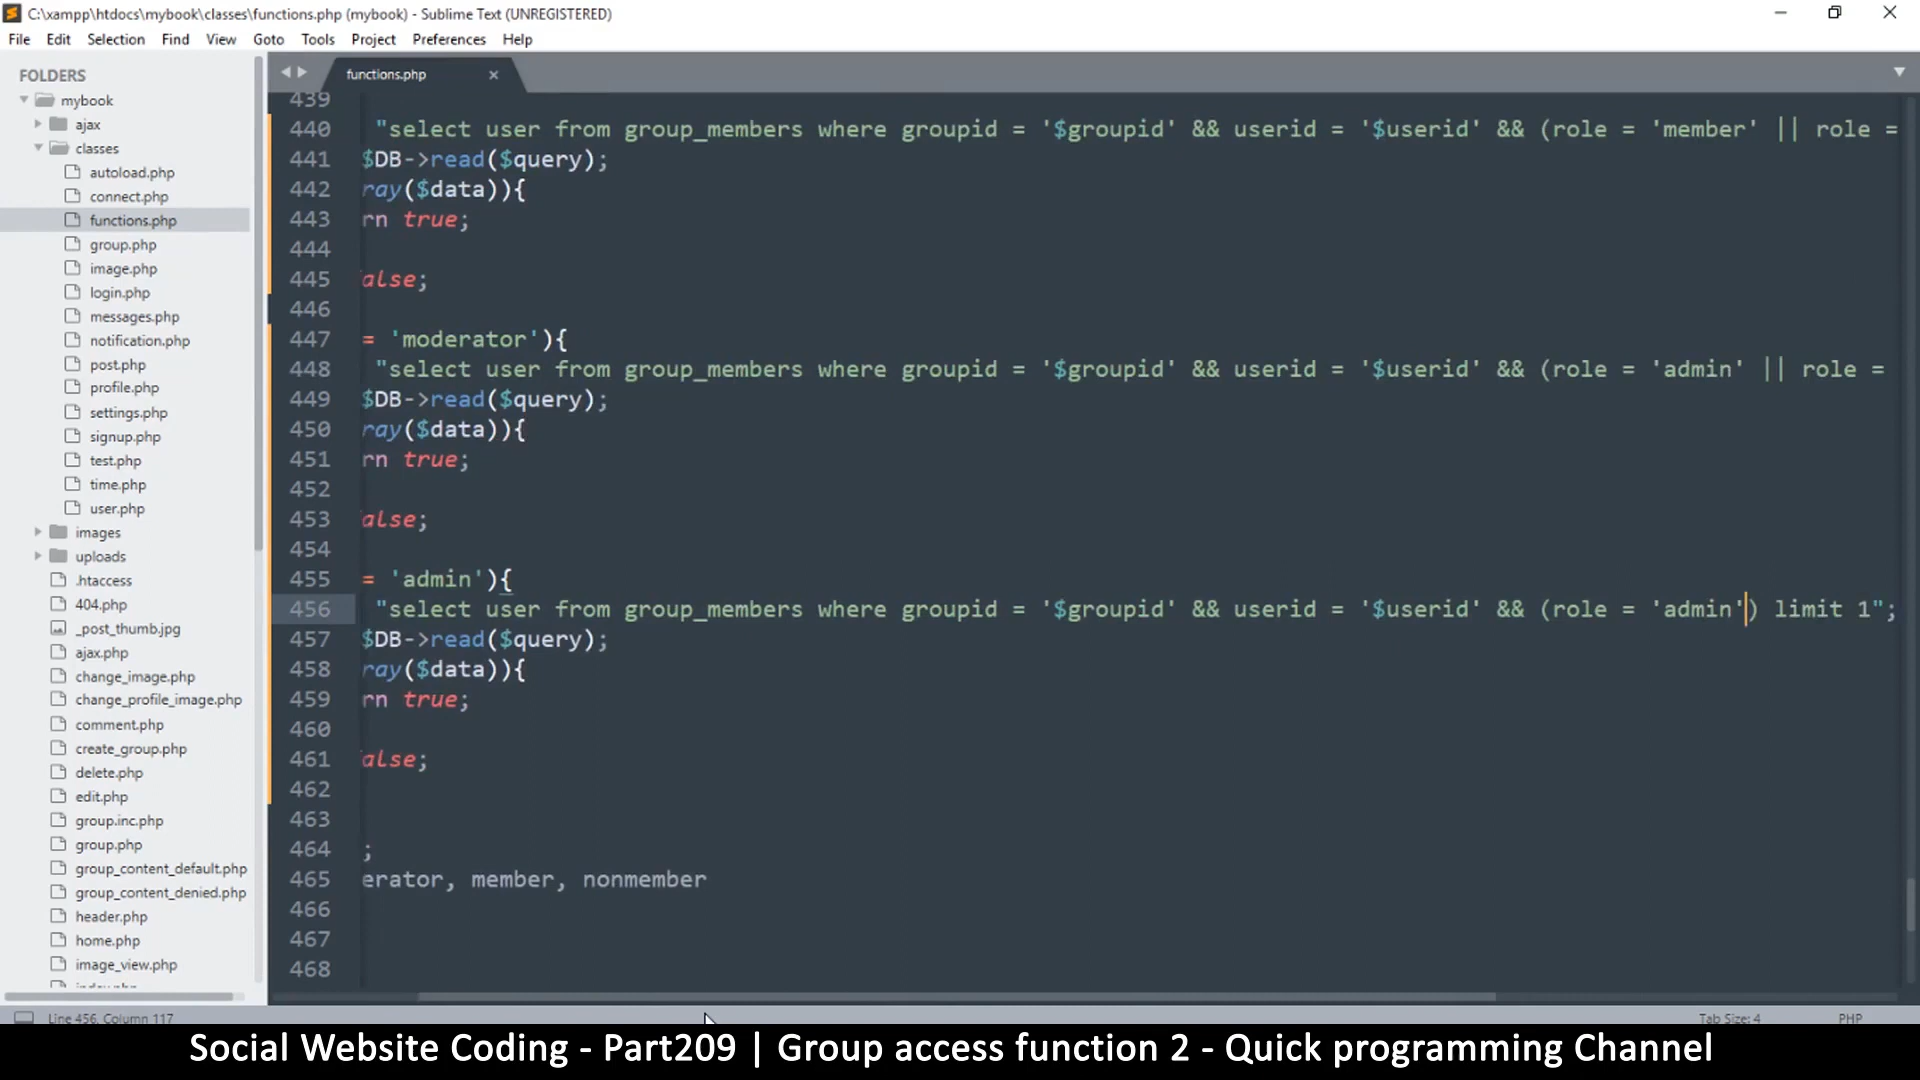 C:\xampp\htdocs\mybook\classes\functions.php (mybook) - Sublime Text (UNREGISTERED)
File Edit Selection Find View Goto Tools Project Preferences Help
FOLDERS
mybook
ajax
classes
autoload.php
connect.php
functions.php
group.php
image.php
login.php
messages.php
notification.php
post.php
profile.php
settings.php
signup.php
test.php
time.php
user.php
images
uploads
.htaccess
404.php
_post_thumb.jpg
ajax.php
change_image.php
change_profile_image.php
comment.php
create_group.php
delete.php
edit.php
group.inc.php
group.php
group_content_default.php
group_content_denied.php
header.php
home.php
image_view.php
functions.php
439
440 "select user from group_members where groupid = '$groupid' && userid = '$userid' && (role = 'member' || role =
441 $DB->read($query);
442 ray($data)){
443 rn true;
444
445 alse;
446
447 = 'moderator'){
448 "select user from group_members where groupid = '$groupid' && userid = '$userid' && (role = 'admin' || role =
449 $DB->read($query);
450 ray($data)){
451 rn true;
452
453 alse;
454
455 = 'admin'){
456 "select user from group_members where groupid = '$groupid' && userid = '$userid' && (role = 'admin') limit 1";
457 $DB->read($query);
458 ray($data)){
459 rn true;
460
461 alse;
462
463
464 ;
465 erator, member, nonmember
466
467
468
Line 456, Column 117
Tab Size: 4 PHP
Social Website Coding - Part209 | Group access function 2 - Quick programming Channel